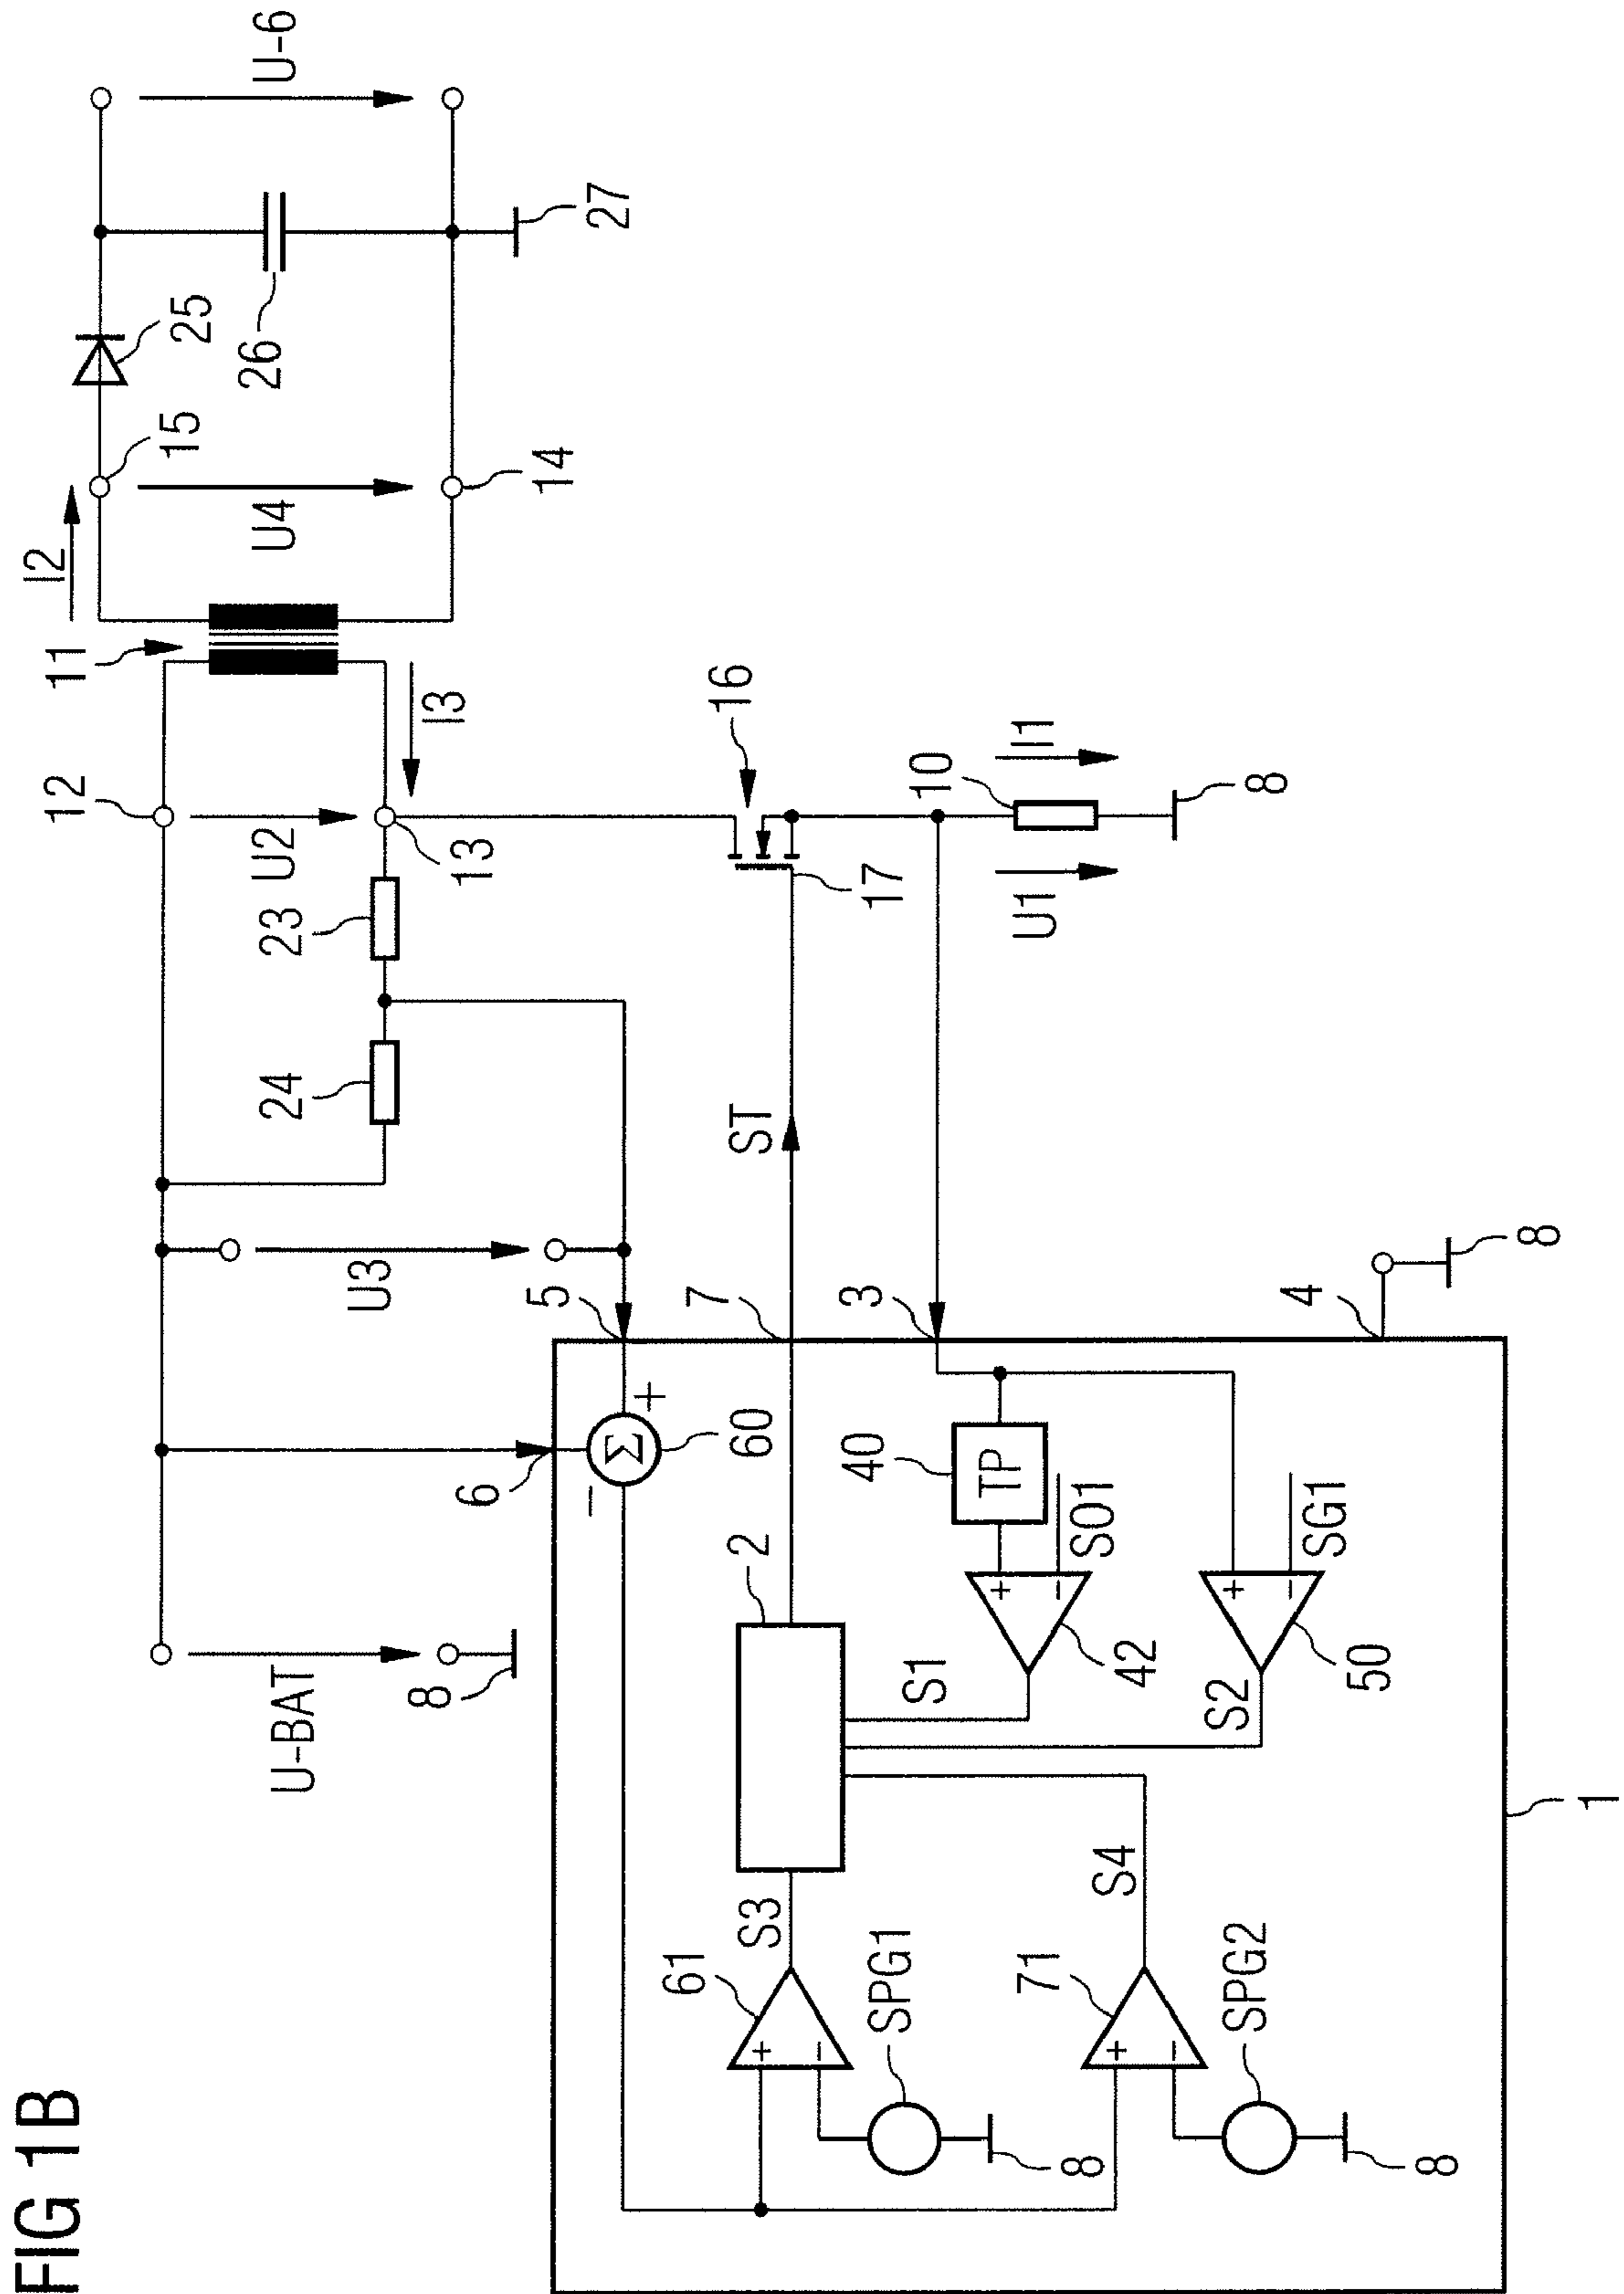 FIG 1B
U-BAT
8
12
U2
13
23
24
U3
11
I2
I3
15
U4
14
25
26
27
U-6
16
17
10
I1
U1
8
ST
5
7
3
4
8
6
–
Σ
+
60
2
40
TP
SO1
+
–
42
S1
SG1
+
–
50
S2
S3
61
+
–
SPG1
8
S4
71
+
–
SPG2
8
1